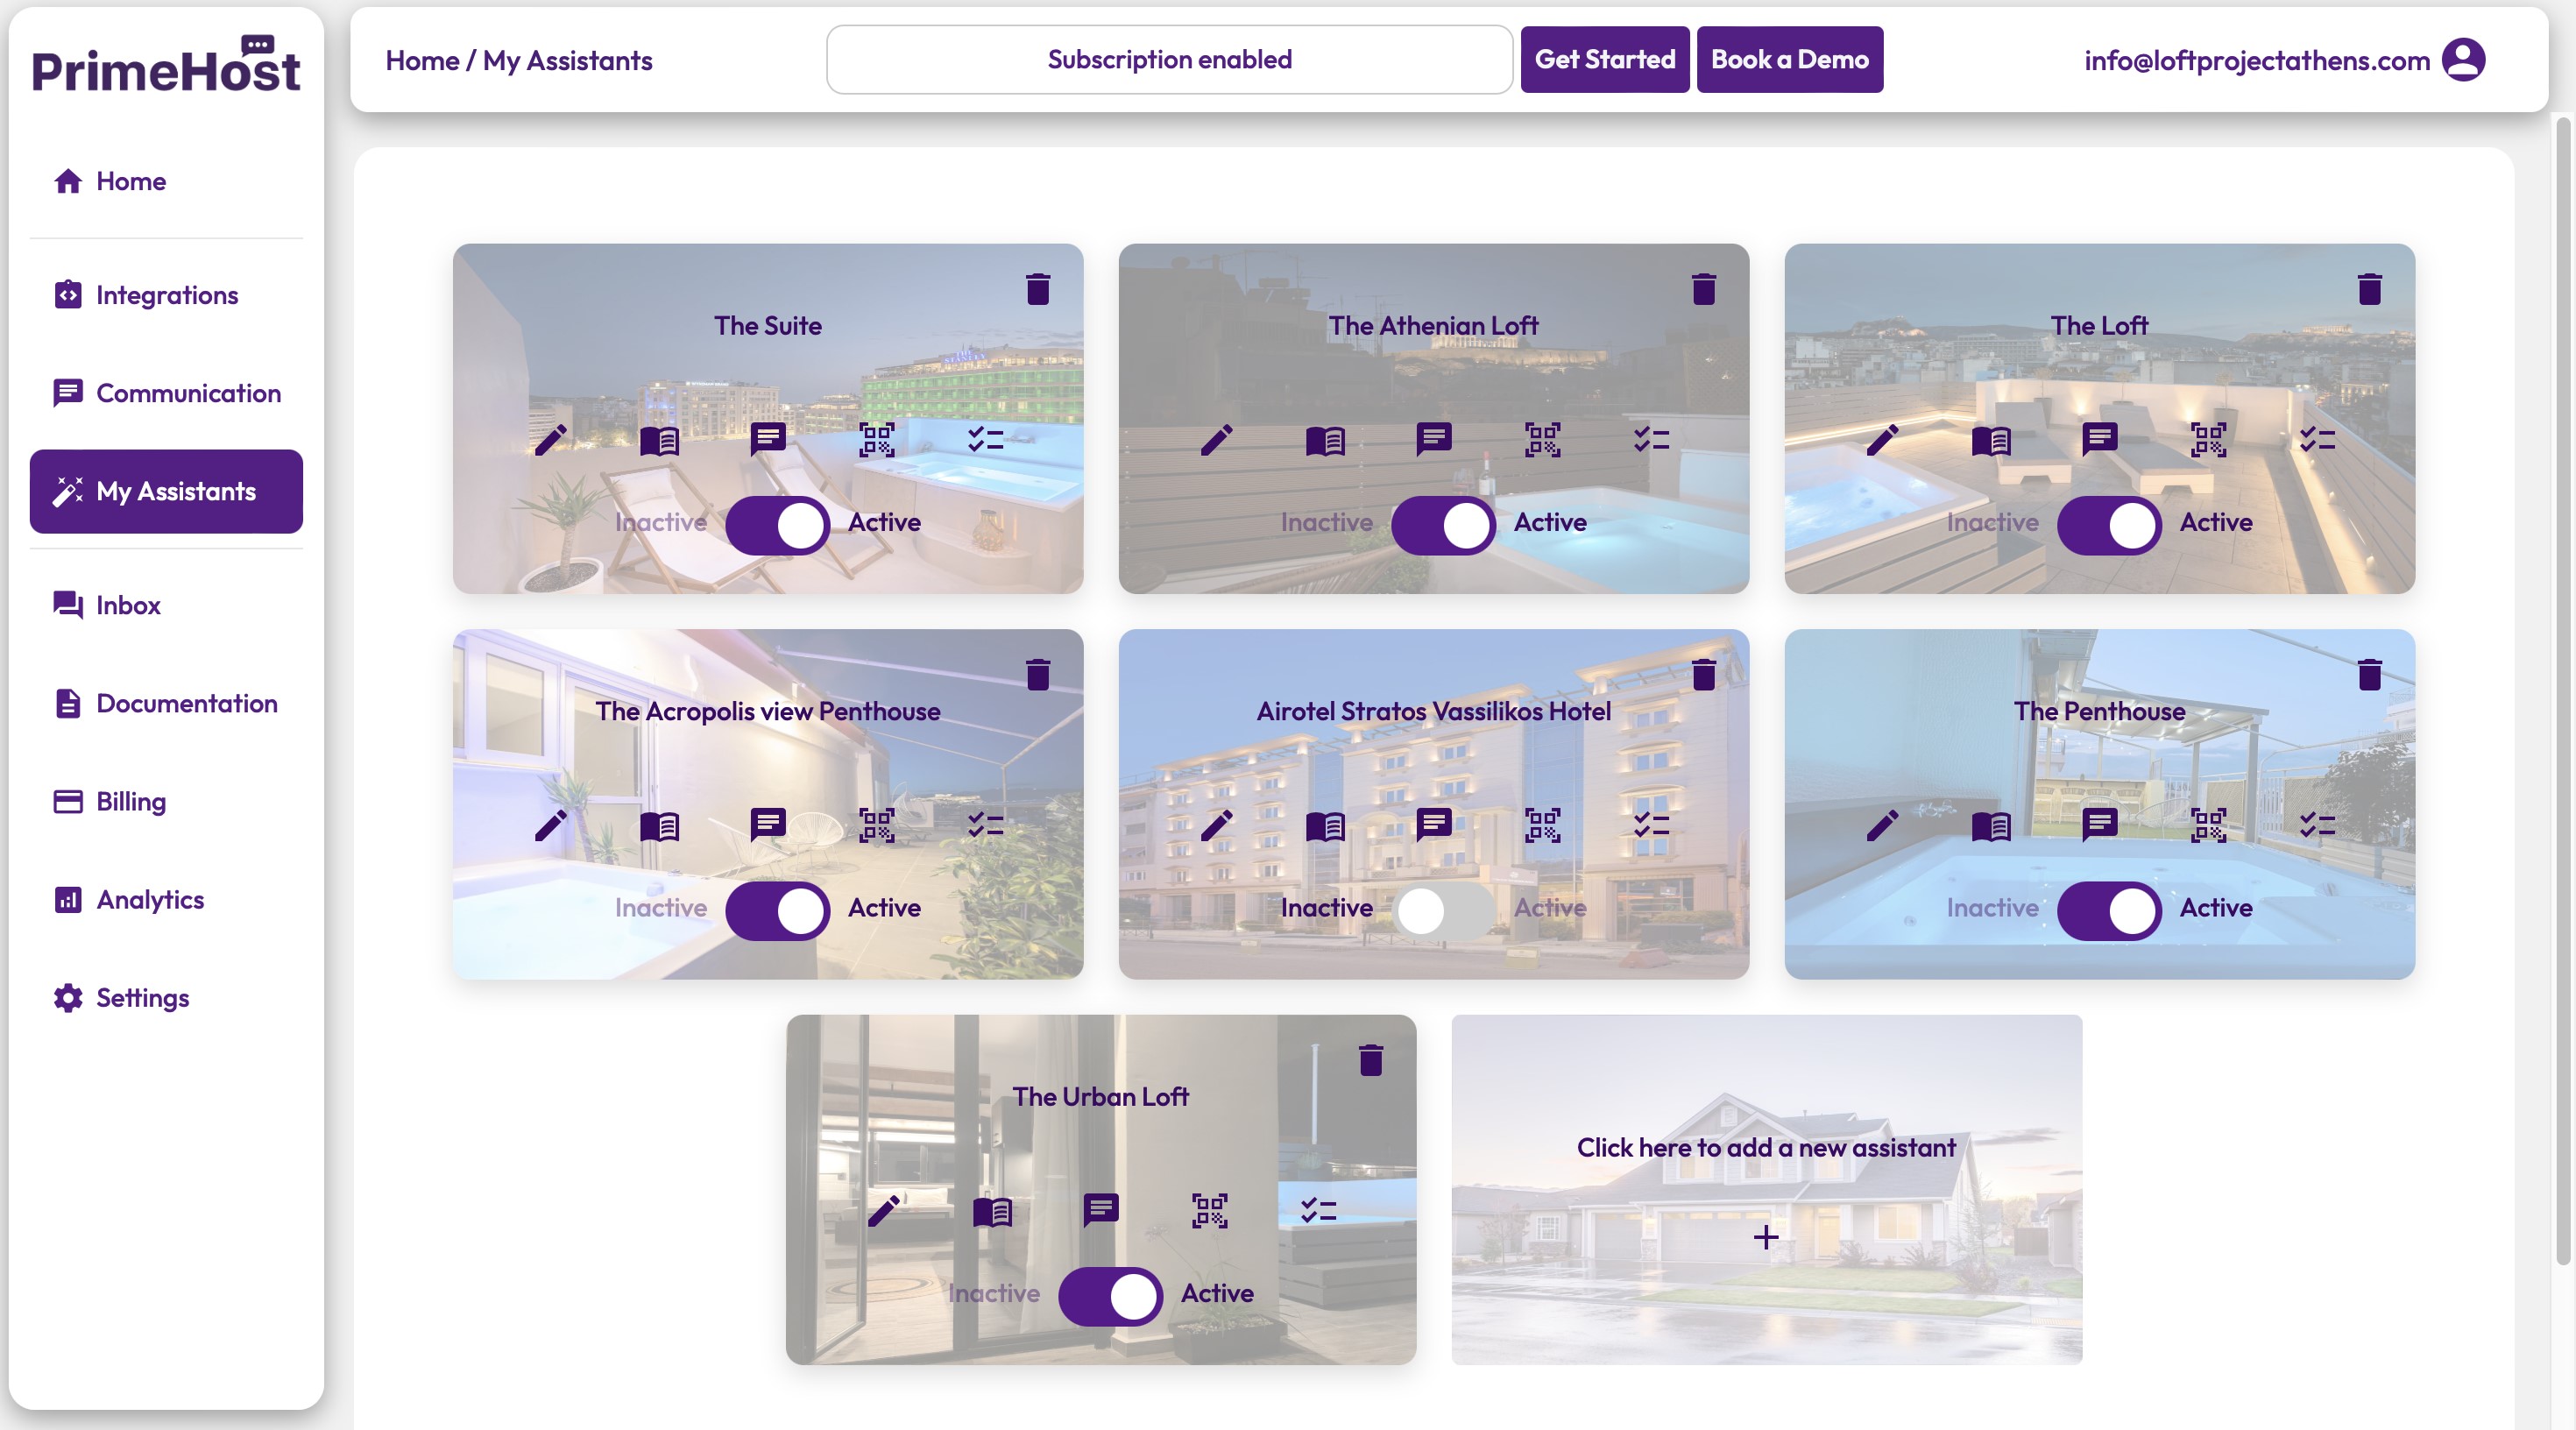 PrimeHost
Home / My Assistants
Subscription enabled
Get Started
Book a Demo
info@loftprojectathens.com
Home
Integrations
Communication
My Assistants
Inbox
Documentation
Billing
Analytics
Settings
The Suite
Inactive
Active
The Athenian Loft
Inactive
Active
The Loft
Inactive
Active
The Acropolis view Penthouse
Inactive
Active
Airotel Stratos Vassilikos Hotel
Inactive
Active
The Penthouse
Inactive
Active
The Urban Loft
Inactive
Active
Click here to add a new assistant
+